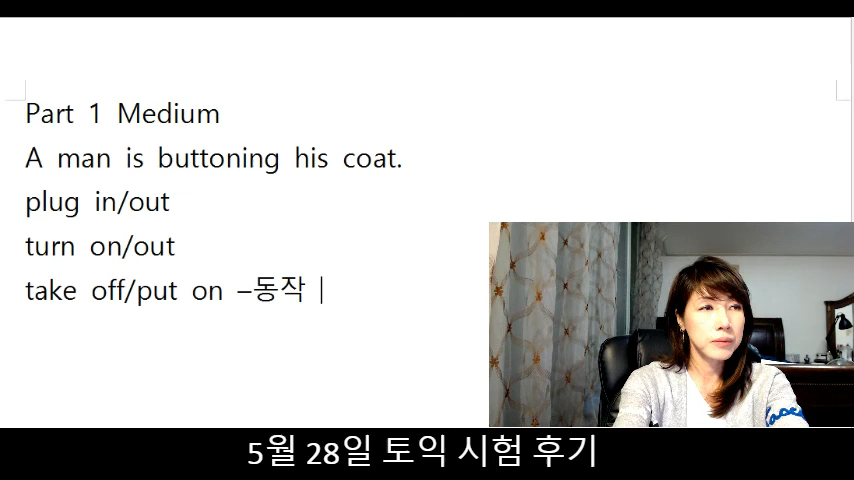 Part 1 Medium
A man is buttoning his coat.
plug in/out
turn on/out
take off/put on –동작
5월 28일 토익 시험 후기